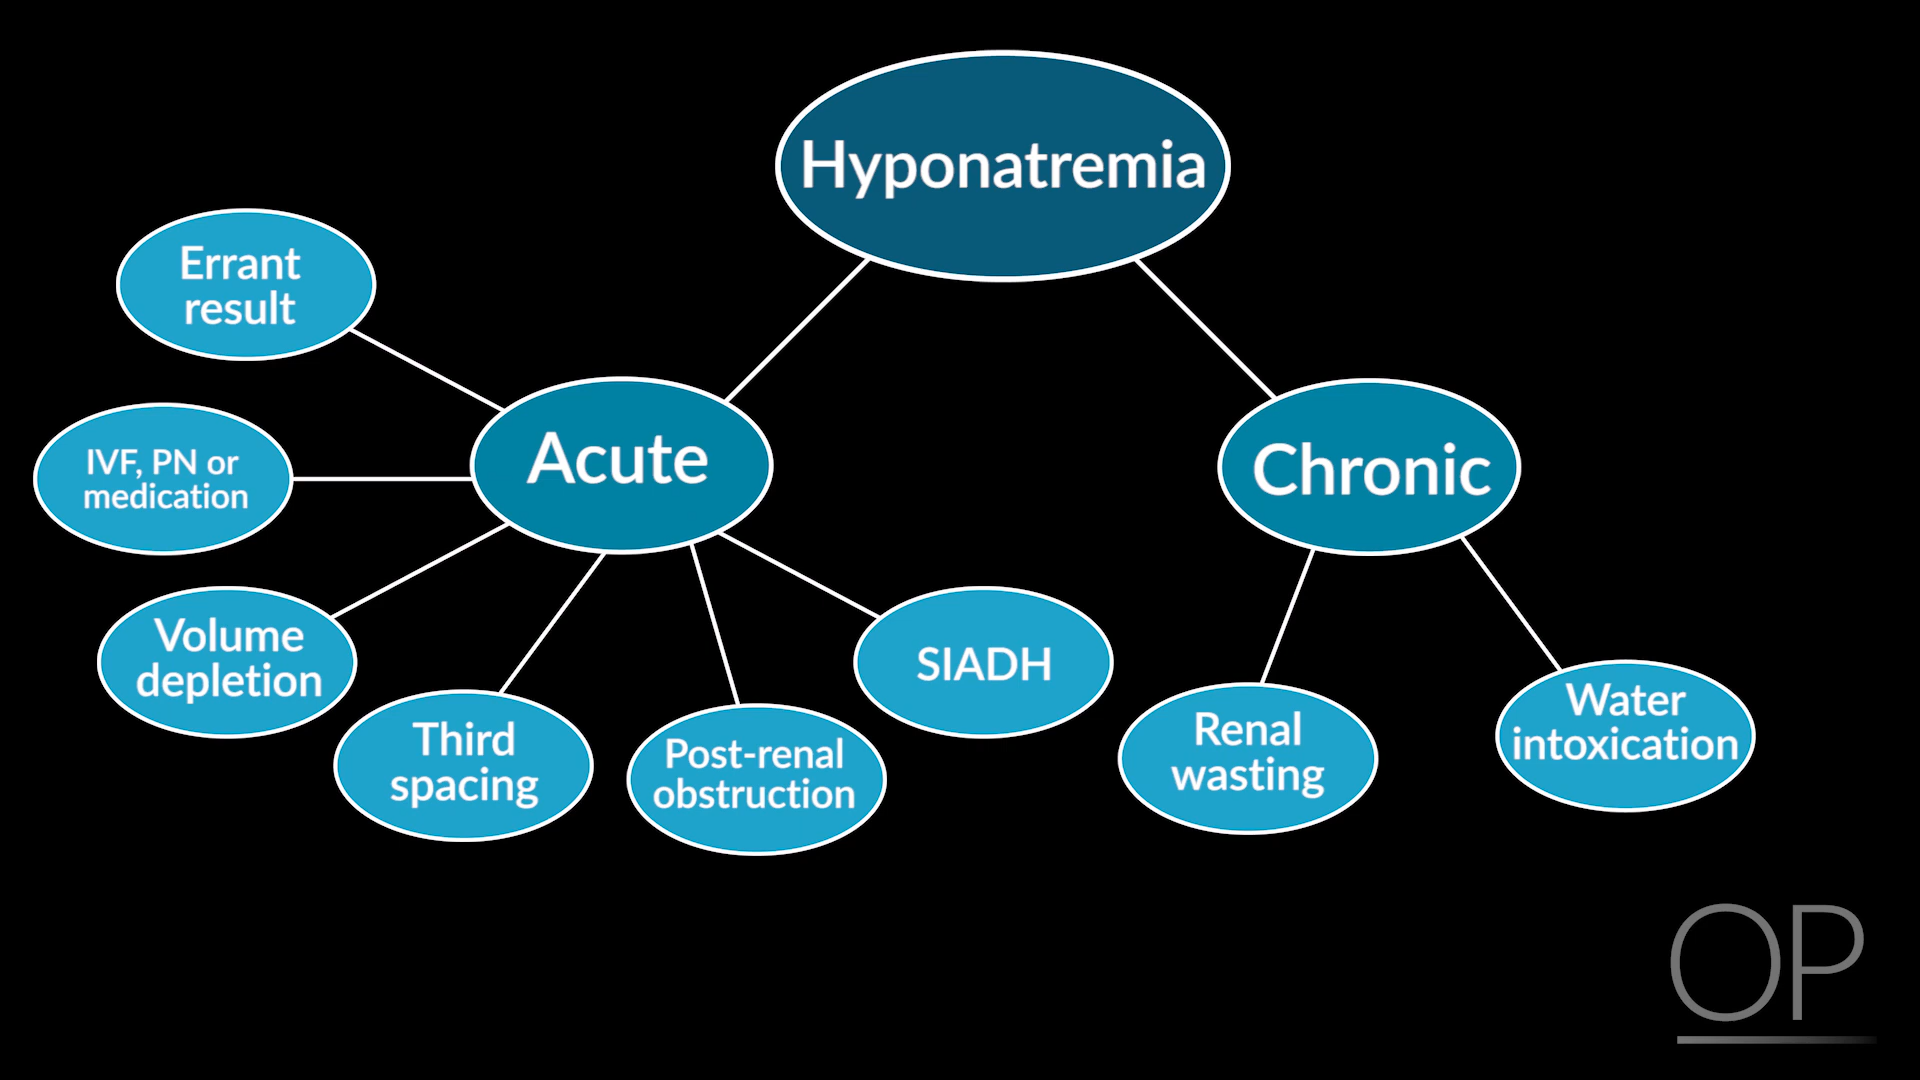 Hyponatremia
Errant
result
IVF, PN or
medication
Acute
Chronic
Volume
depletion
Third
spacing
Post-renal
obstruction
SIADH
Renal
wasting
Water
intoxication
OP